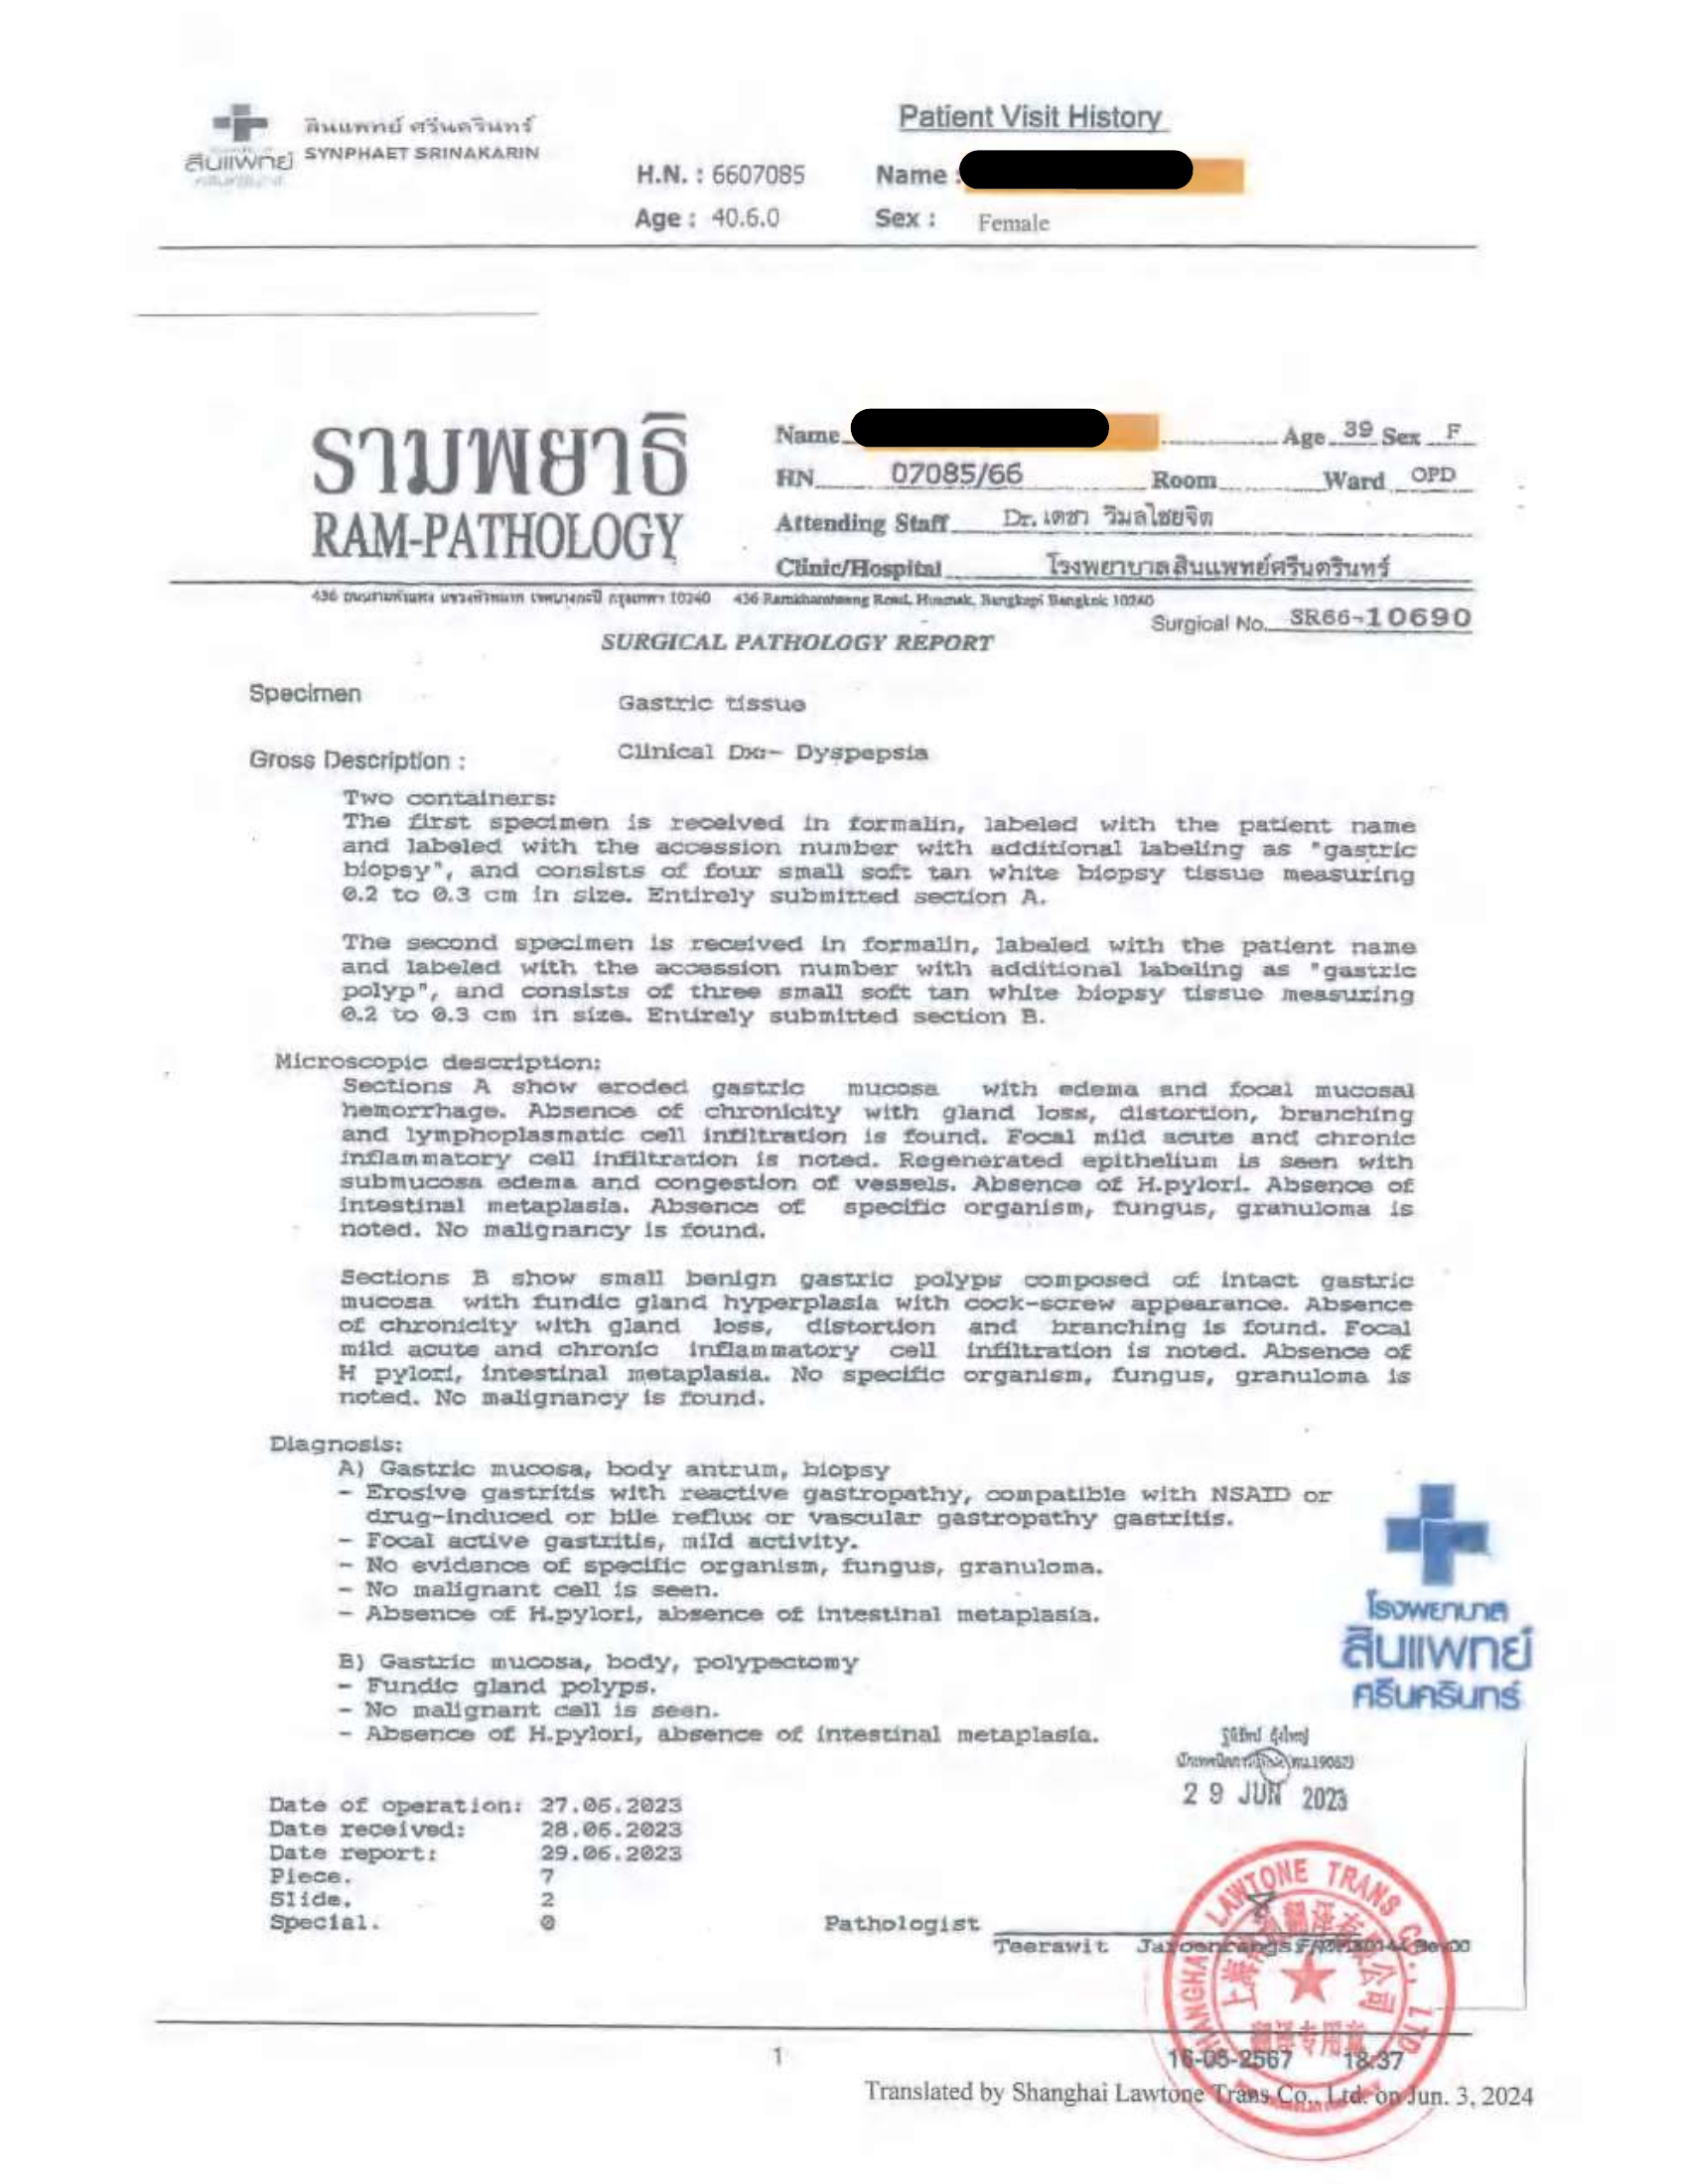 สินแพทย์ ศรีนครินทร์
SYNPHAET SRINAKARIN
สินแพทย์
Patient Visit History
H.N. : 6607085 Name :
Age : 40.6.0 Sex : Female
รามพยาธิ
RAM-PATHOLOGY
Name Age 39 Sex F
HN 07085/66 Room Ward OPD
Attending Staff Dr. เดชา วิมลไชยจิต
Clinic/Hospital โรงพยาบาลสินแพทย์ศรีนครินทร์
436 ถนนรามคำแหง แขวงหัวหมาก เขตบางกะปิ กรุงเทพฯ 10240 436 Ramkhamhaeng Road, Huamak, Bangkapi Bangkok 10240
Surgical No. SR66-10690
SURGICAL PATHOLOGY REPORT
Specimen Gastric tissue
Gross Description : Clinical Dx:- Dyspepsia
Two containers:
The first specimen is received in formalin, labeled with the patient name
and labeled with the accession number with additional labeling as "gastric
biopsy", and consists of four small soft tan white biopsy tissue measuring
0.2 to 0.3 cm in size. Entirely submitted section A.
The second specimen is received in formalin, labeled with the patient name
and labeled with the accession number with additional labeling as "gastric
polyp", and consists of three small soft tan white biopsy tissue measuring
0.2 to 0.3 cm in size. Entirely submitted section B.
Microscopic description:
Sections A show eroded gastric mucosa with edema and focal mucosal
hemorrhage. Absence of chronicity with gland loss, distortion, branching
and lymphoplasmatic cell infiltration is found. Focal mild acute and chronic
inflammatory cell infiltration is noted. Regenerated epithelium is seen with
submucosa edema and congestion of vessels. Absence of H.pylori. Absence of
intestinal metaplasia. Absence of specific organism, fungus, granuloma is
noted. No malignancy is found.
Sections B show small benign gastric polyps composed of intact gastric
mucosa with fundic gland hyperplasia with cock-screw appearance. Absence
of chronicity with gland loss, distortion and branching is found. Focal
mild acute and chronic inflammatory cell infiltration is noted. Absence of
H pylori, intestinal metaplasia. No specific organism, fungus, granuloma is
noted. No malignancy is found.
Diagnosis:
A) Gastric mucosa, body antrum, biopsy
- Erosive gastritis with reactive gastropathy, compatible with NSAID or
drug-induced or bile reflux or vascular gastropathy gastritis.
- Focal active gastritis, mild activity.
- No evidence of specific organism, fungus, granuloma.
- No malignant cell is seen.
- Absence of H.pylori, absence of intestinal metaplasia.
B) Gastric mucosa, body, polypectomy
- Fundic gland polyps.
- No malignant cell is seen.
- Absence of H.pylori, absence of intestinal metaplasia.
โรงพยาบาล
สินแพทย์
ศรีนครินทร์
29 JUN 2023
Date of operation: 27.06.2023
Date received: 28.06.2023
Date report: 29.06.2023
Piece. 7
Slide. 2
Special. 0
Pathologist
Teerawit
SHANGHAI LAWTONE TRANS CO., LTD
翻译专用章
1
16-05-2567 18:37
Translated by Shanghai Lawtone Trans Co., Ltd. on Jun. 3, 2024